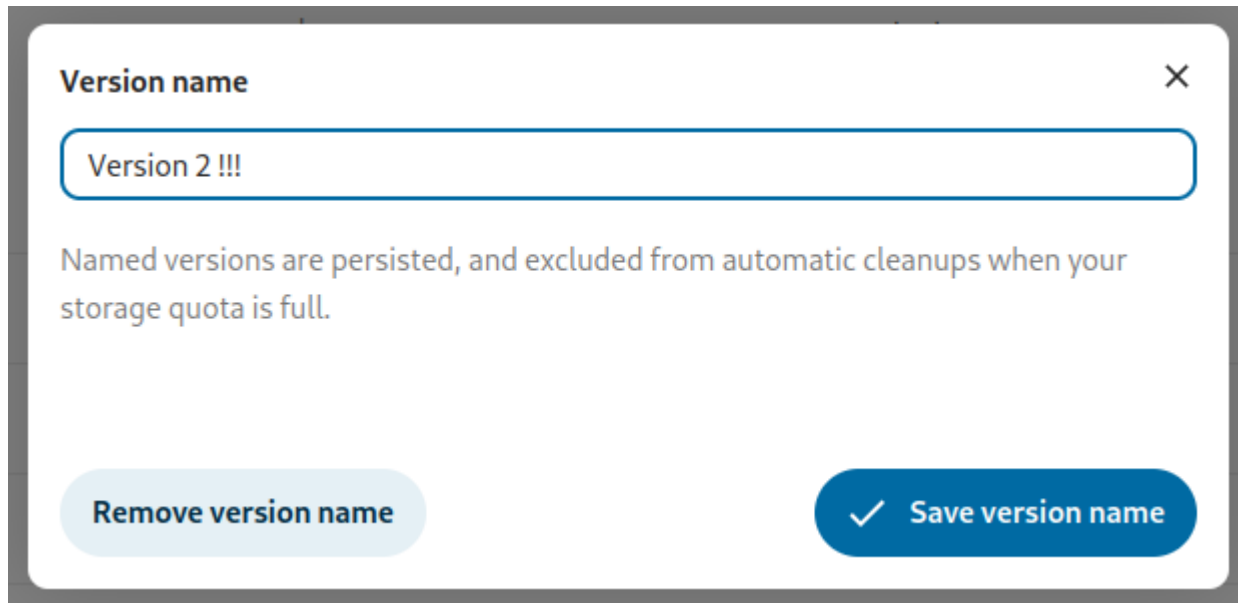 Version name
Version 2 !!!
Named versions are persisted, and excluded from automatic cleanups when your
storage quota is full.
Remove version name
Save version name